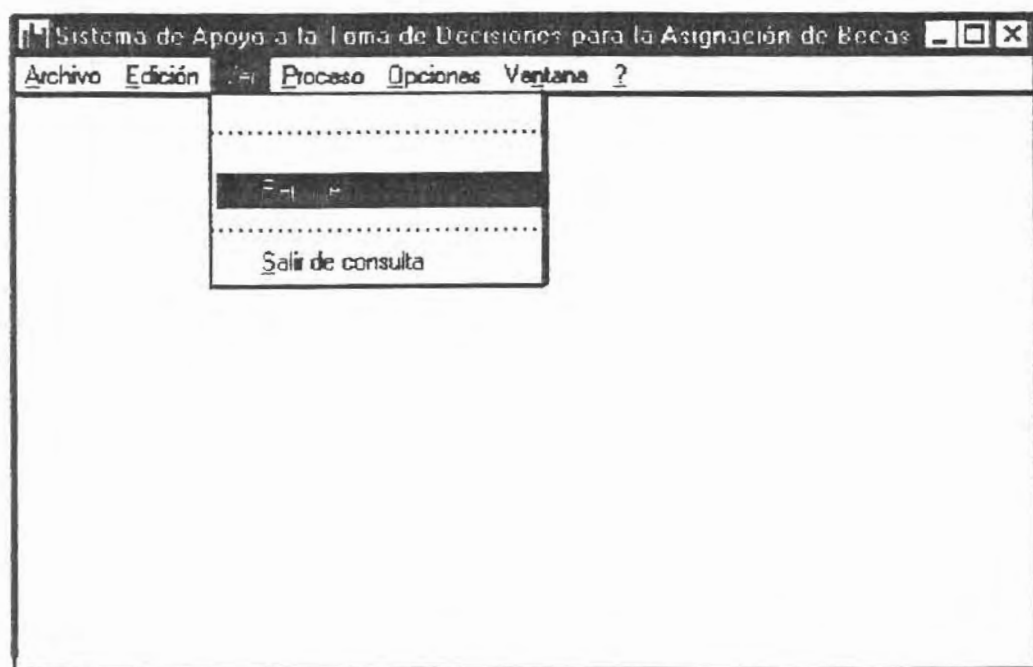 Sistema de Apoyo a la Toma de Decisiones para la Asignación de Becas
Archivo Edición Ver Proceso Opciones Ventana ?
Salir de consulta